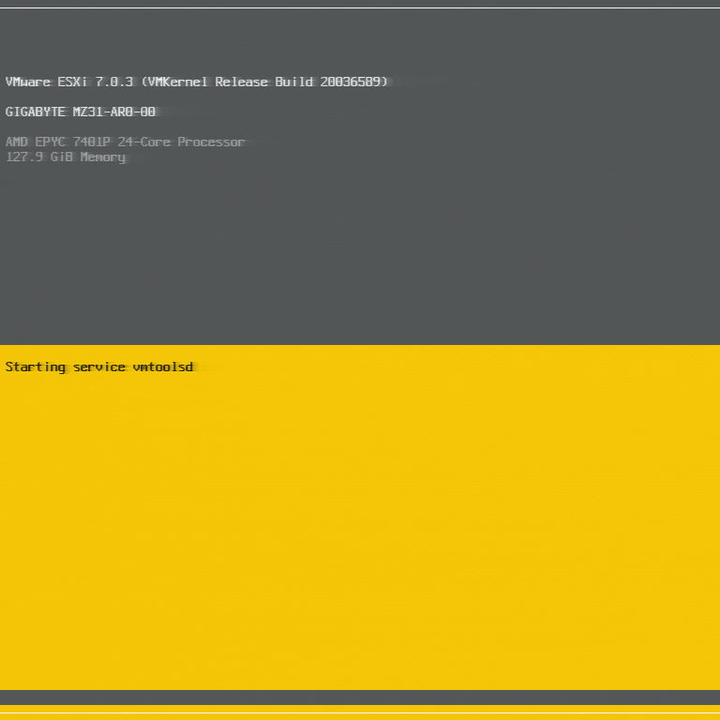 VMware ESXi 7.0.3 (VMKernel Release Build 20036589)
GIGABYTE MZ31-AR0-00
AMD EPYC 7401P 24-Core Processor
127.9 GiB Memory
Starting service vmtoolsd